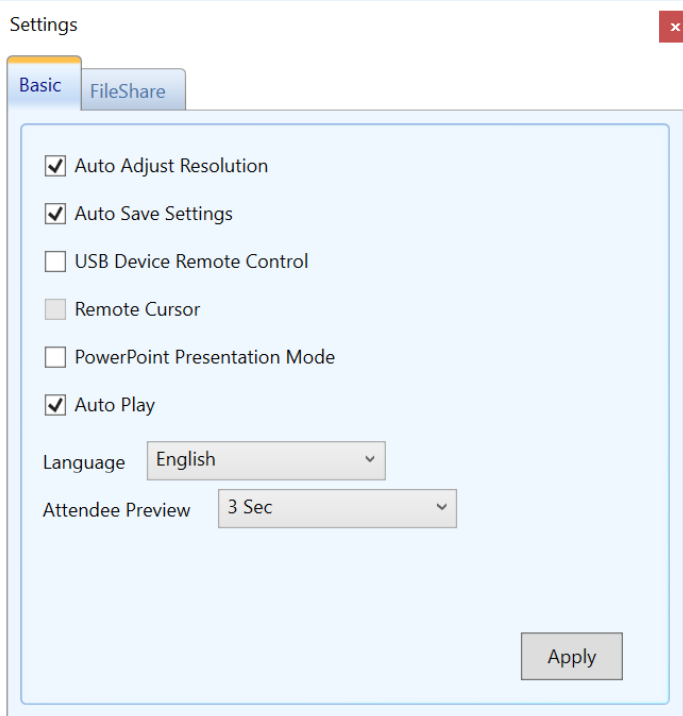 Settings
Basic
FileShare
Auto Adjust Resolution
Auto Save Settings
USB Device Remote Control
Remote Cursor
PowerPoint Presentation Mode
Auto Play
Language English
Attendee Preview 3 Sec
Apply